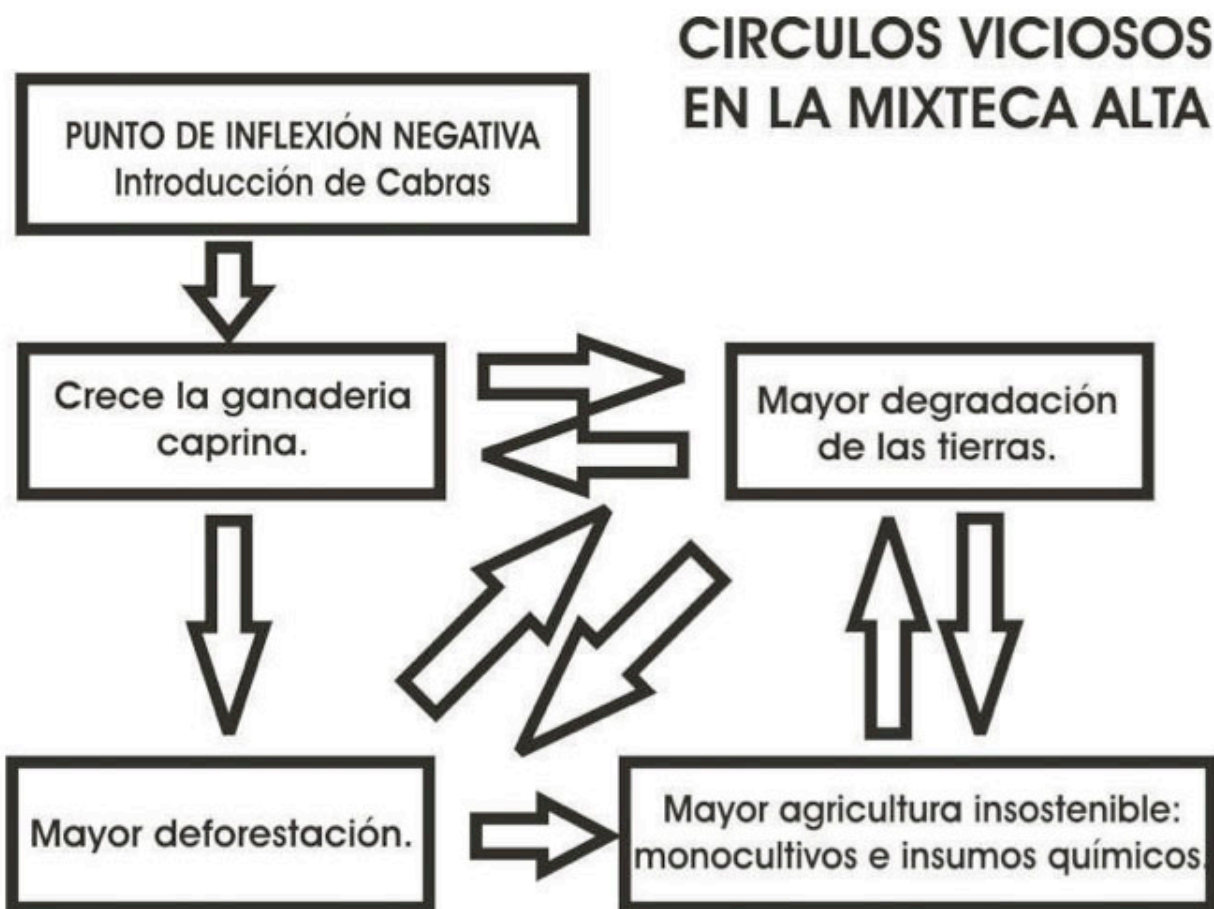 CIRCULOS VICIOSOS
EN LA MIXTECA ALTA
PUNTO DE INFLEXIÓN NEGATIVA
Introducción de Cabras
Crece la ganaderia
caprina.
Mayor degradación
de las tierras.
Mayor deforestación.
Mayor agricultura insostenible:
monocultivos e insumos químicos.